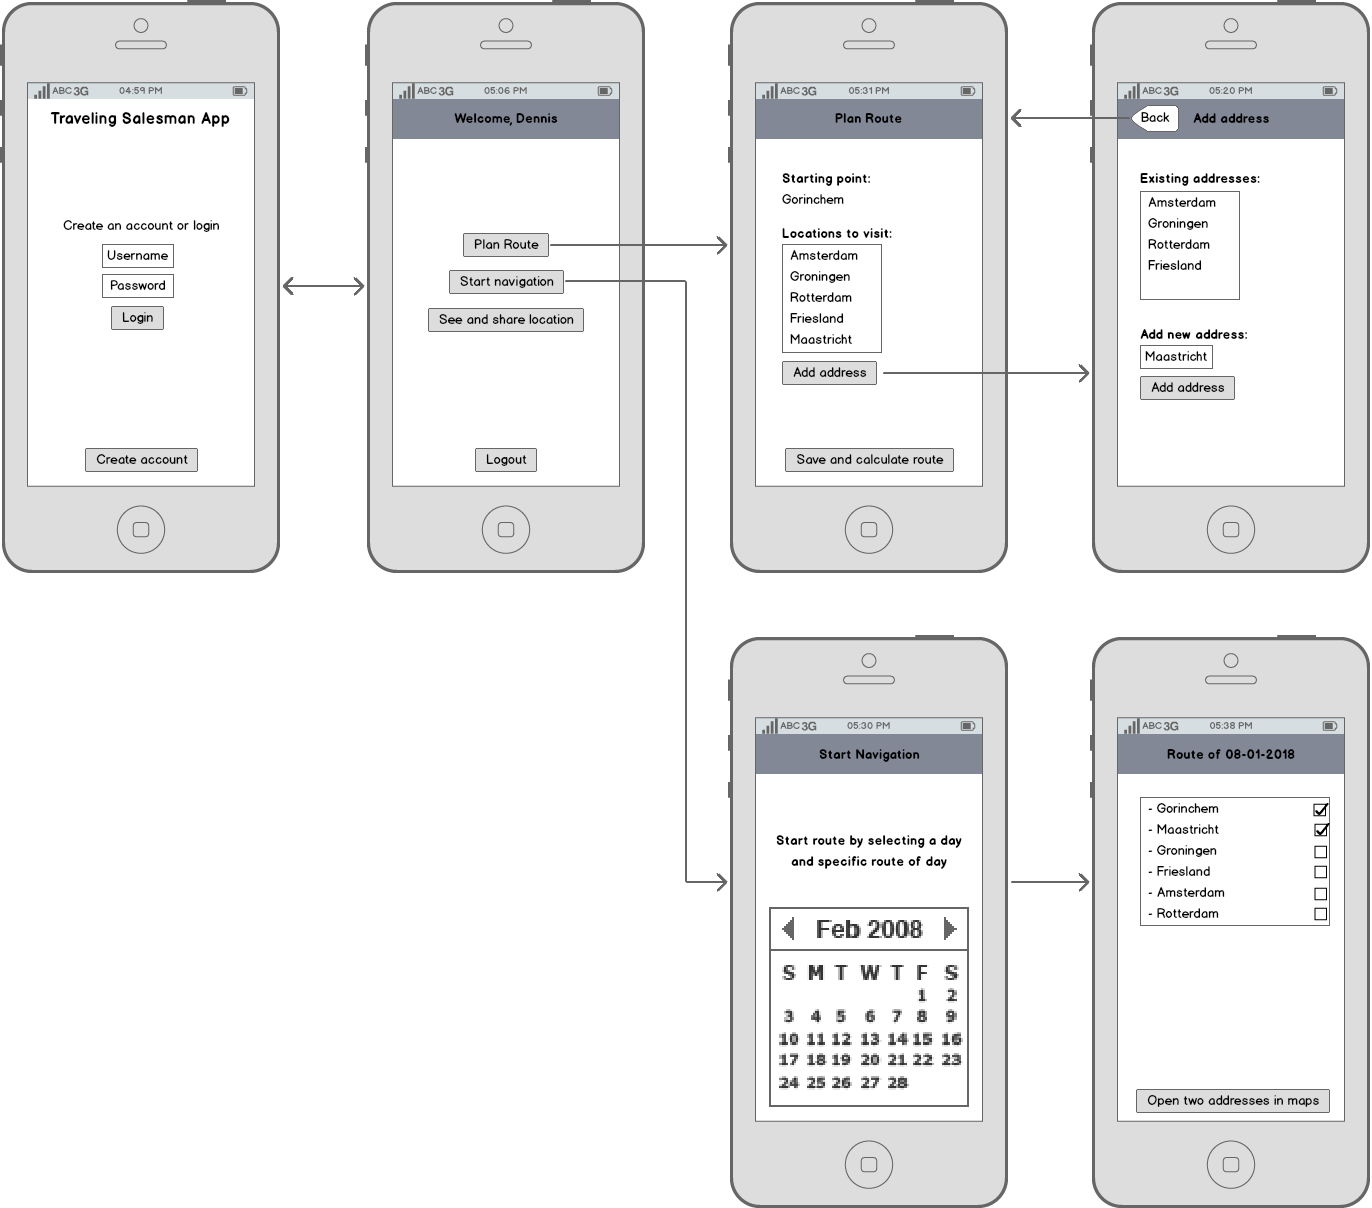 ABC 3G 04:59 PM
Traveling Salesman App
Create an account or login
Username
Password
Login
Create account
ABC 3G 05:06 PM
Welcome, Dennis
Plan Route
Start navigation
See and share location
Logout
ABC 3G 05:31 PM
Plan Route
Starting point:
Gorinchem
Locations to visit:
Amsterdam
Groningen
Rotterdam
Friesland
Maastricht
Add address
Save and calculate route
ABC 3G 05:20 PM
Back Add address
Existing addresses:
Amsterdam
Groningen
Rotterdam
Friesland
Add new address:
Maastricht
Add address
ABC 3G 05:30 PM
Start Navigation
Start route by selecting a day
and specific route of day
Feb 2008
S M T W T F S
1 2
3 4 5 6 7 8 9
10 11 12 13 14 15 16
17 18 19 20 21 22 23
24 25 26 27 28
ABC 3G 05:38 PM
Route of 08-01-2018
- Gorinchem
- Maastricht
- Groningen
- Friesland
- Amsterdam
- Rotterdam
Open two addresses in maps